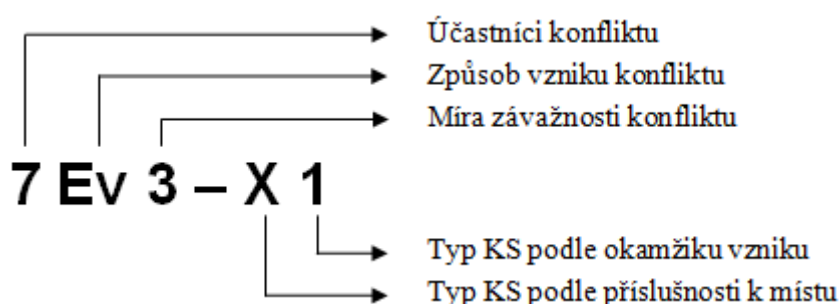 Účastníci konfliktu
Způsob vzniku konfliktu
Míra závažnosti konfliktu
7 Ev 3 – X 1
Typ KS podle okamžiku vzniku
Typ KS podle příslušnosti k místu